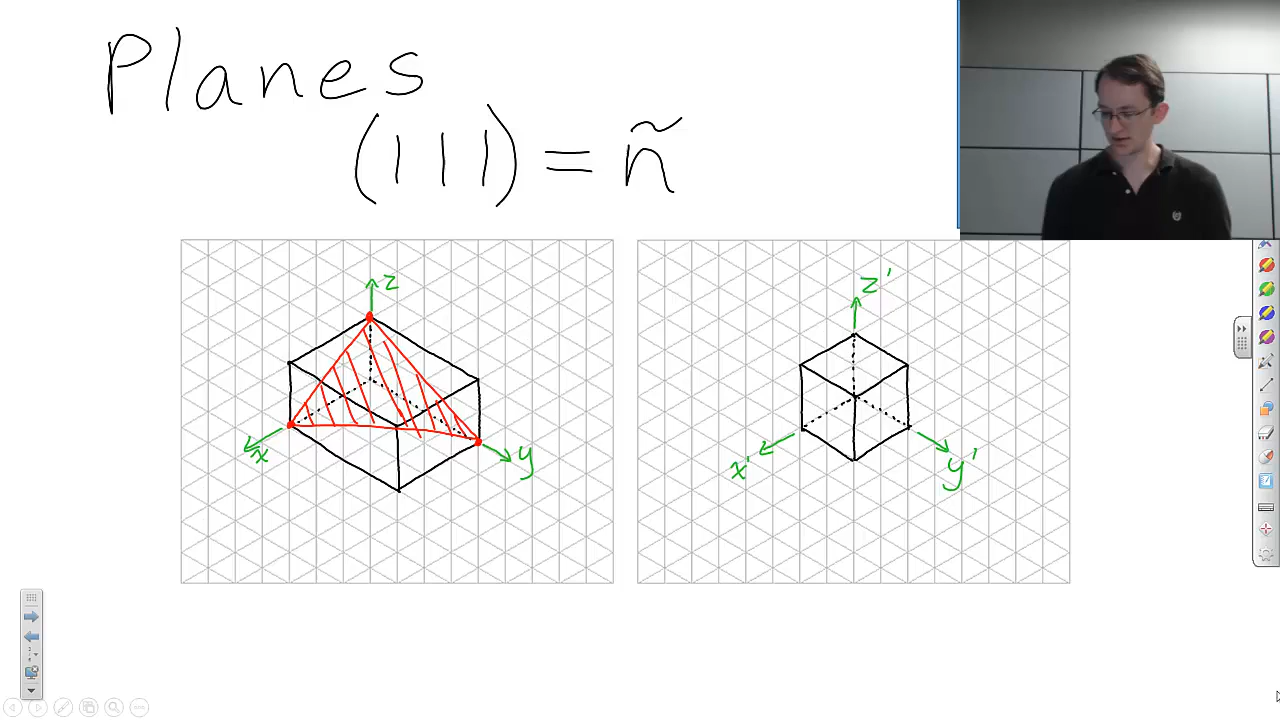 Planes
(111) = ñ
z
x
y
z'
x'
y'